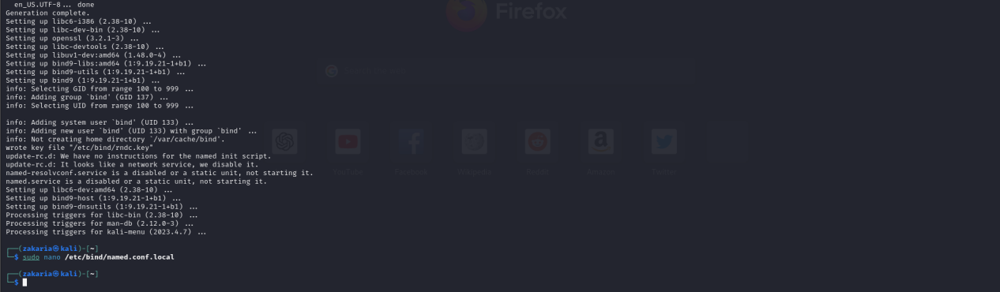 en_US.UTF-8... done
Generation complete.
Setting up libc6-i386 (2.38-10) ...
Setting up libc-dev-bin (2.38-10) ...
Setting up openssl (3.2.1-3) ...
Setting up libc-devtools (2.38-10) ...
Setting up libuv1-dev:amd64 (1.48.0-4) ...
Setting up bind9-libs:amd64 (1:9.19.21-1+b1) ...
Setting up bind9-utils (1:9.19.21-1+b1) ...
Setting up bind9 (1:9.19.21-1+b1) ...
info: Selecting GID from range 100 to 999 ...
info: Adding group `bind' (GID 137) ...
info: Selecting UID from range 100 to 999 ...
info: Adding system user `bind' (UID 133) ...
info: Adding new user `bind' (UID 133) with group `bind' ...
info: Not creating home directory `/var/cache/bind'.
wrote key file "/etc/bind/rndc.key"
update-rc.d: We have no instructions for the named init script.
update-rc.d: It looks like a network service, we disable it.
named-resolvconf.service is a disabled or a static unit, not starting it.
named.service is a disabled or a static unit, not starting it.
Setting up libc6-dev:amd64 (2.38-10) ...
Setting up bind9-host (1:9.19.21-1+b1) ...
Setting up bind9-dnsutils (1:9.19.21-1+b1) ...
Processing triggers for libc-bin (2.38-10) ...
Processing triggers for man-db (2.12.0-3) ...
Processing triggers for kali-menu (2023.4.7) ...
┌──(zakaria㉿kali)-[~]
└─$ sudo nano /etc/bind/named.conf.local
┌──(zakaria㉿kali)-[~]
└─$
Firefox
YouTube
Facebook
Wikipedia
Reddit
Amazon
Twitter